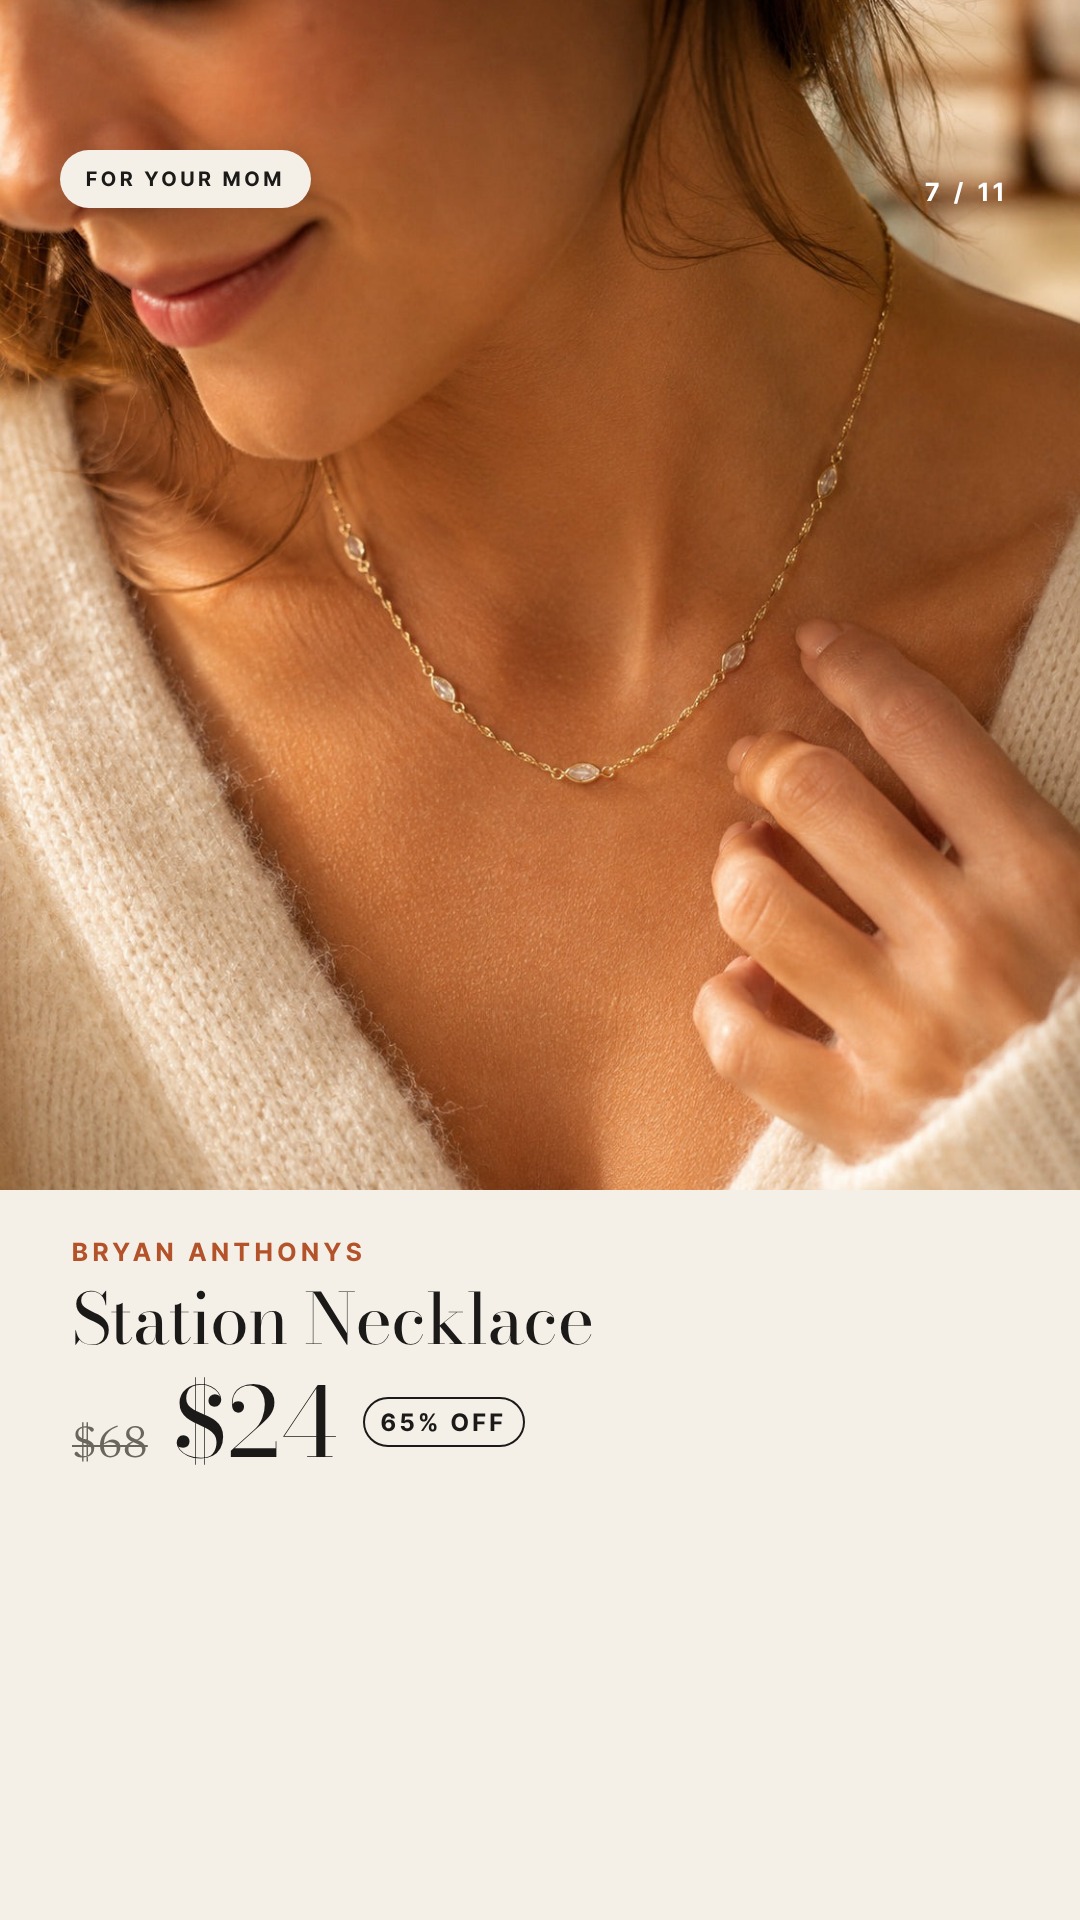 FOR YOUR MOM
7 / 11
BRYAN ANTHONYS
Station Necklace
$68 $24 65% OFF